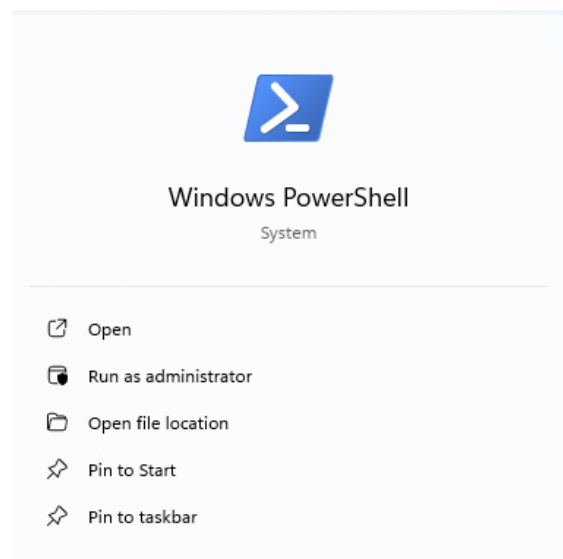 Windows PowerShell
System
Open
Run as administrator
Open file location
Pin to Start
Pin to taskbar